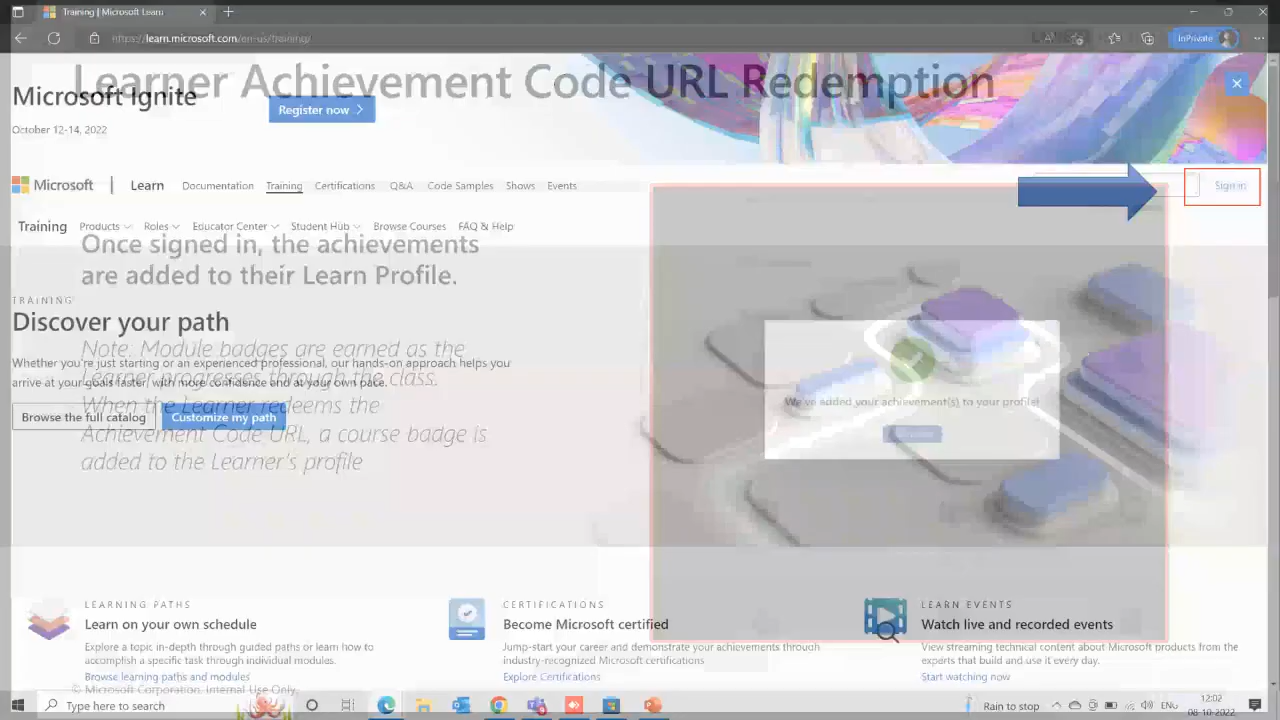 Training | Microsoft Learn
https://learn.microsoft.com/en-us/training/
InPrivate
Learner Achievement Code URL Redemption
Microsoft Ignite
Register now
October 12-14, 2022
Microsoft
Learn
Documentation
Training
Certifications
Q&A
Code Samples
Shows
Events
Sign in
Training
Products
Roles
Educator Center
Student Hub
Browse Courses
FAQ & Help
Once signed in, the achievements
are added to their Learn Profile.
TRAINING
Discover your path
Note. Module badges are earned as the
Learner progresses through the class.
When the Learner redeems the
Achievement Code URL, a course badge is
added to the Learner's profile
Whether you're just starting or an experienced professional, our hands-on approach helps you
arrive at your goals faster, with more confidence and at your own pace.
Browse the full catalog
Customize my path
We've added your achievement(s) to your profile!
LEARNING PATHS
Learn on your own schedule
Explore a topic in-depth through guided paths or learn how to
accomplish a specific task through individual modules.
Browse learning paths and modules
CERTIFICATIONS
Become Microsoft certified
Jump-start your career and demonstrate your achievements through
industry-recognized Microsoft certifications
Explore Certifications
LEARN EVENTS
Watch live and recorded events
View streaming technical content about Microsoft products from the
experts that build and use it every day.
Start watching now
© Microsoft Corporation. Internal Use Only.
Type here to search
Rain to stop
ENG
12:02
08-10-2022